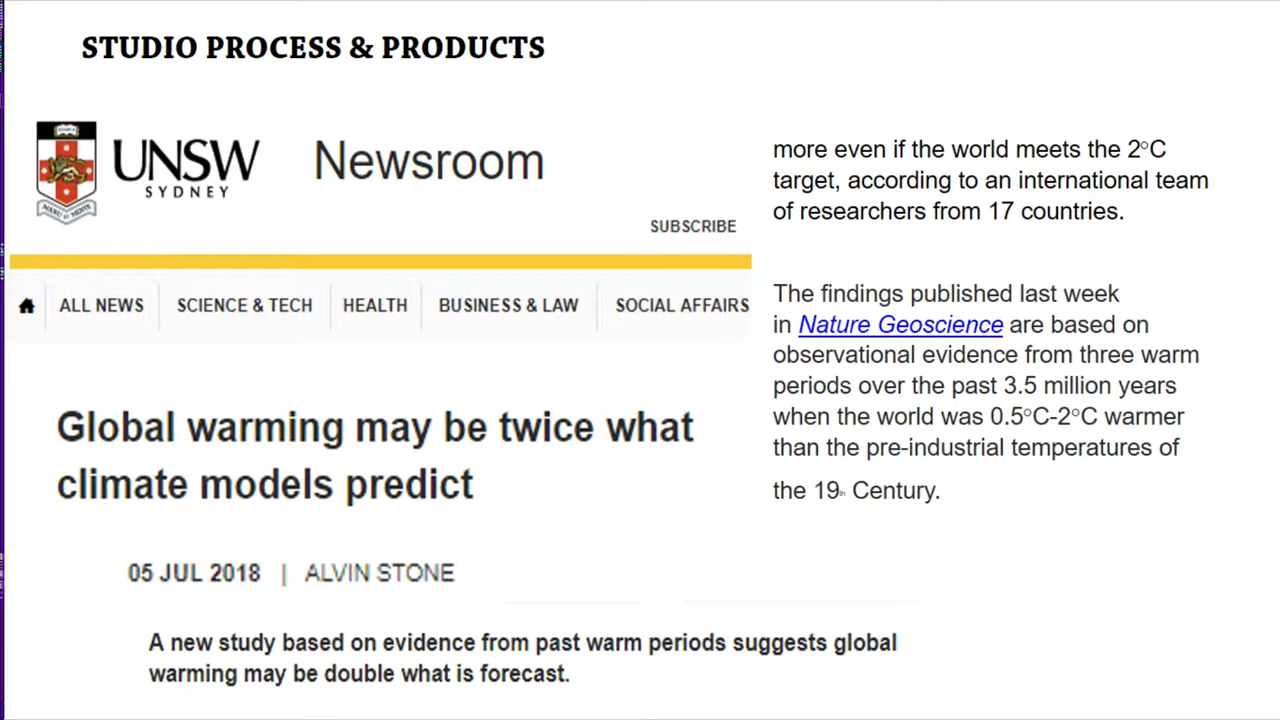 STUDIO PROCESS & PRODUCTS
UNSW
SYDNEY
Newsroom
SUBSCRIBE
ALL NEWS
SCIENCE & TECH
HEALTH
BUSINESS & LAW
SOCIAL AFFAIRS
Global warming may be twice what
climate models predict
05 JUL 2018 | ALVIN STONE
A new study based on evidence from past warm periods suggests global
warming may be double what is forecast.
more even if the world meets the 2°C
target, according to an international team
of researchers from 17 countries.
The findings published last week
in Nature Geoscience are based on
observational evidence from three warm
periods over the past 3.5 million years
when the world was 0.5°C-2°C warmer
than the pre-industrial temperatures of
the 19th Century.